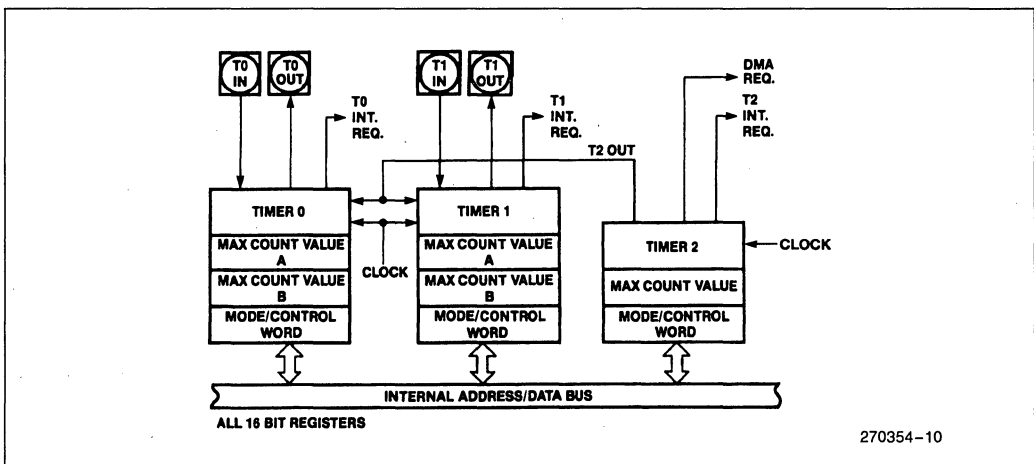 T0
IN
T0
OUT
T0
INT.
REQ.
T1
IN
T1
OUT
T1
INT.
REQ.
T2 OUT
DMA
REQ.
T2
INT.
REQ.
TIMER 0
MAX COUNT VALUE
A
MAX COUNT VALUE
B
MODE/CONTROL
WORD
CLOCK
TIMER 1
MAX COUNT VALUE
A
MAX COUNT VALUE
B
MODE/CONTROL
WORD
TIMER 2
MAX COUNT VALUE
MODE/CONTROL
WORD
CLOCK
INTERNAL ADDRESS/DATA BUS
ALL 16 BIT REGISTERS
270354-10